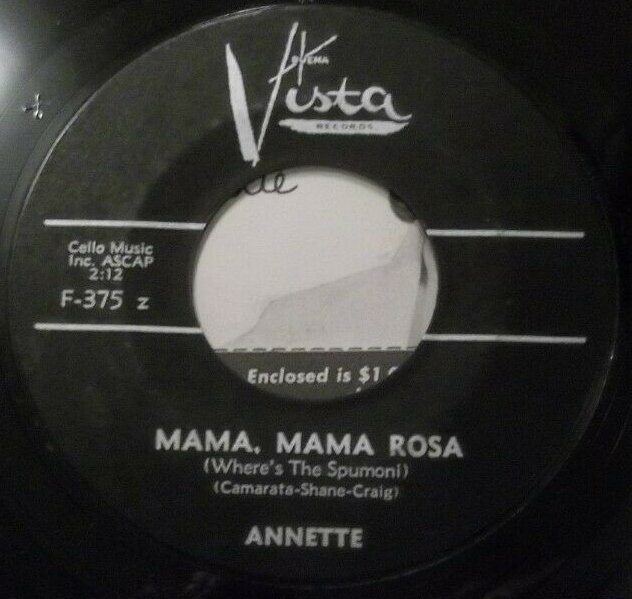 BUENA
Vista
RECORDS
Cello Music
Inc. ASCAP
2:12
F-375 z
Enclosed is $1
MAMA, MAMA ROSA
(Where's The Spumoni)
(Camarata-Shane-Craig)
ANNETTE